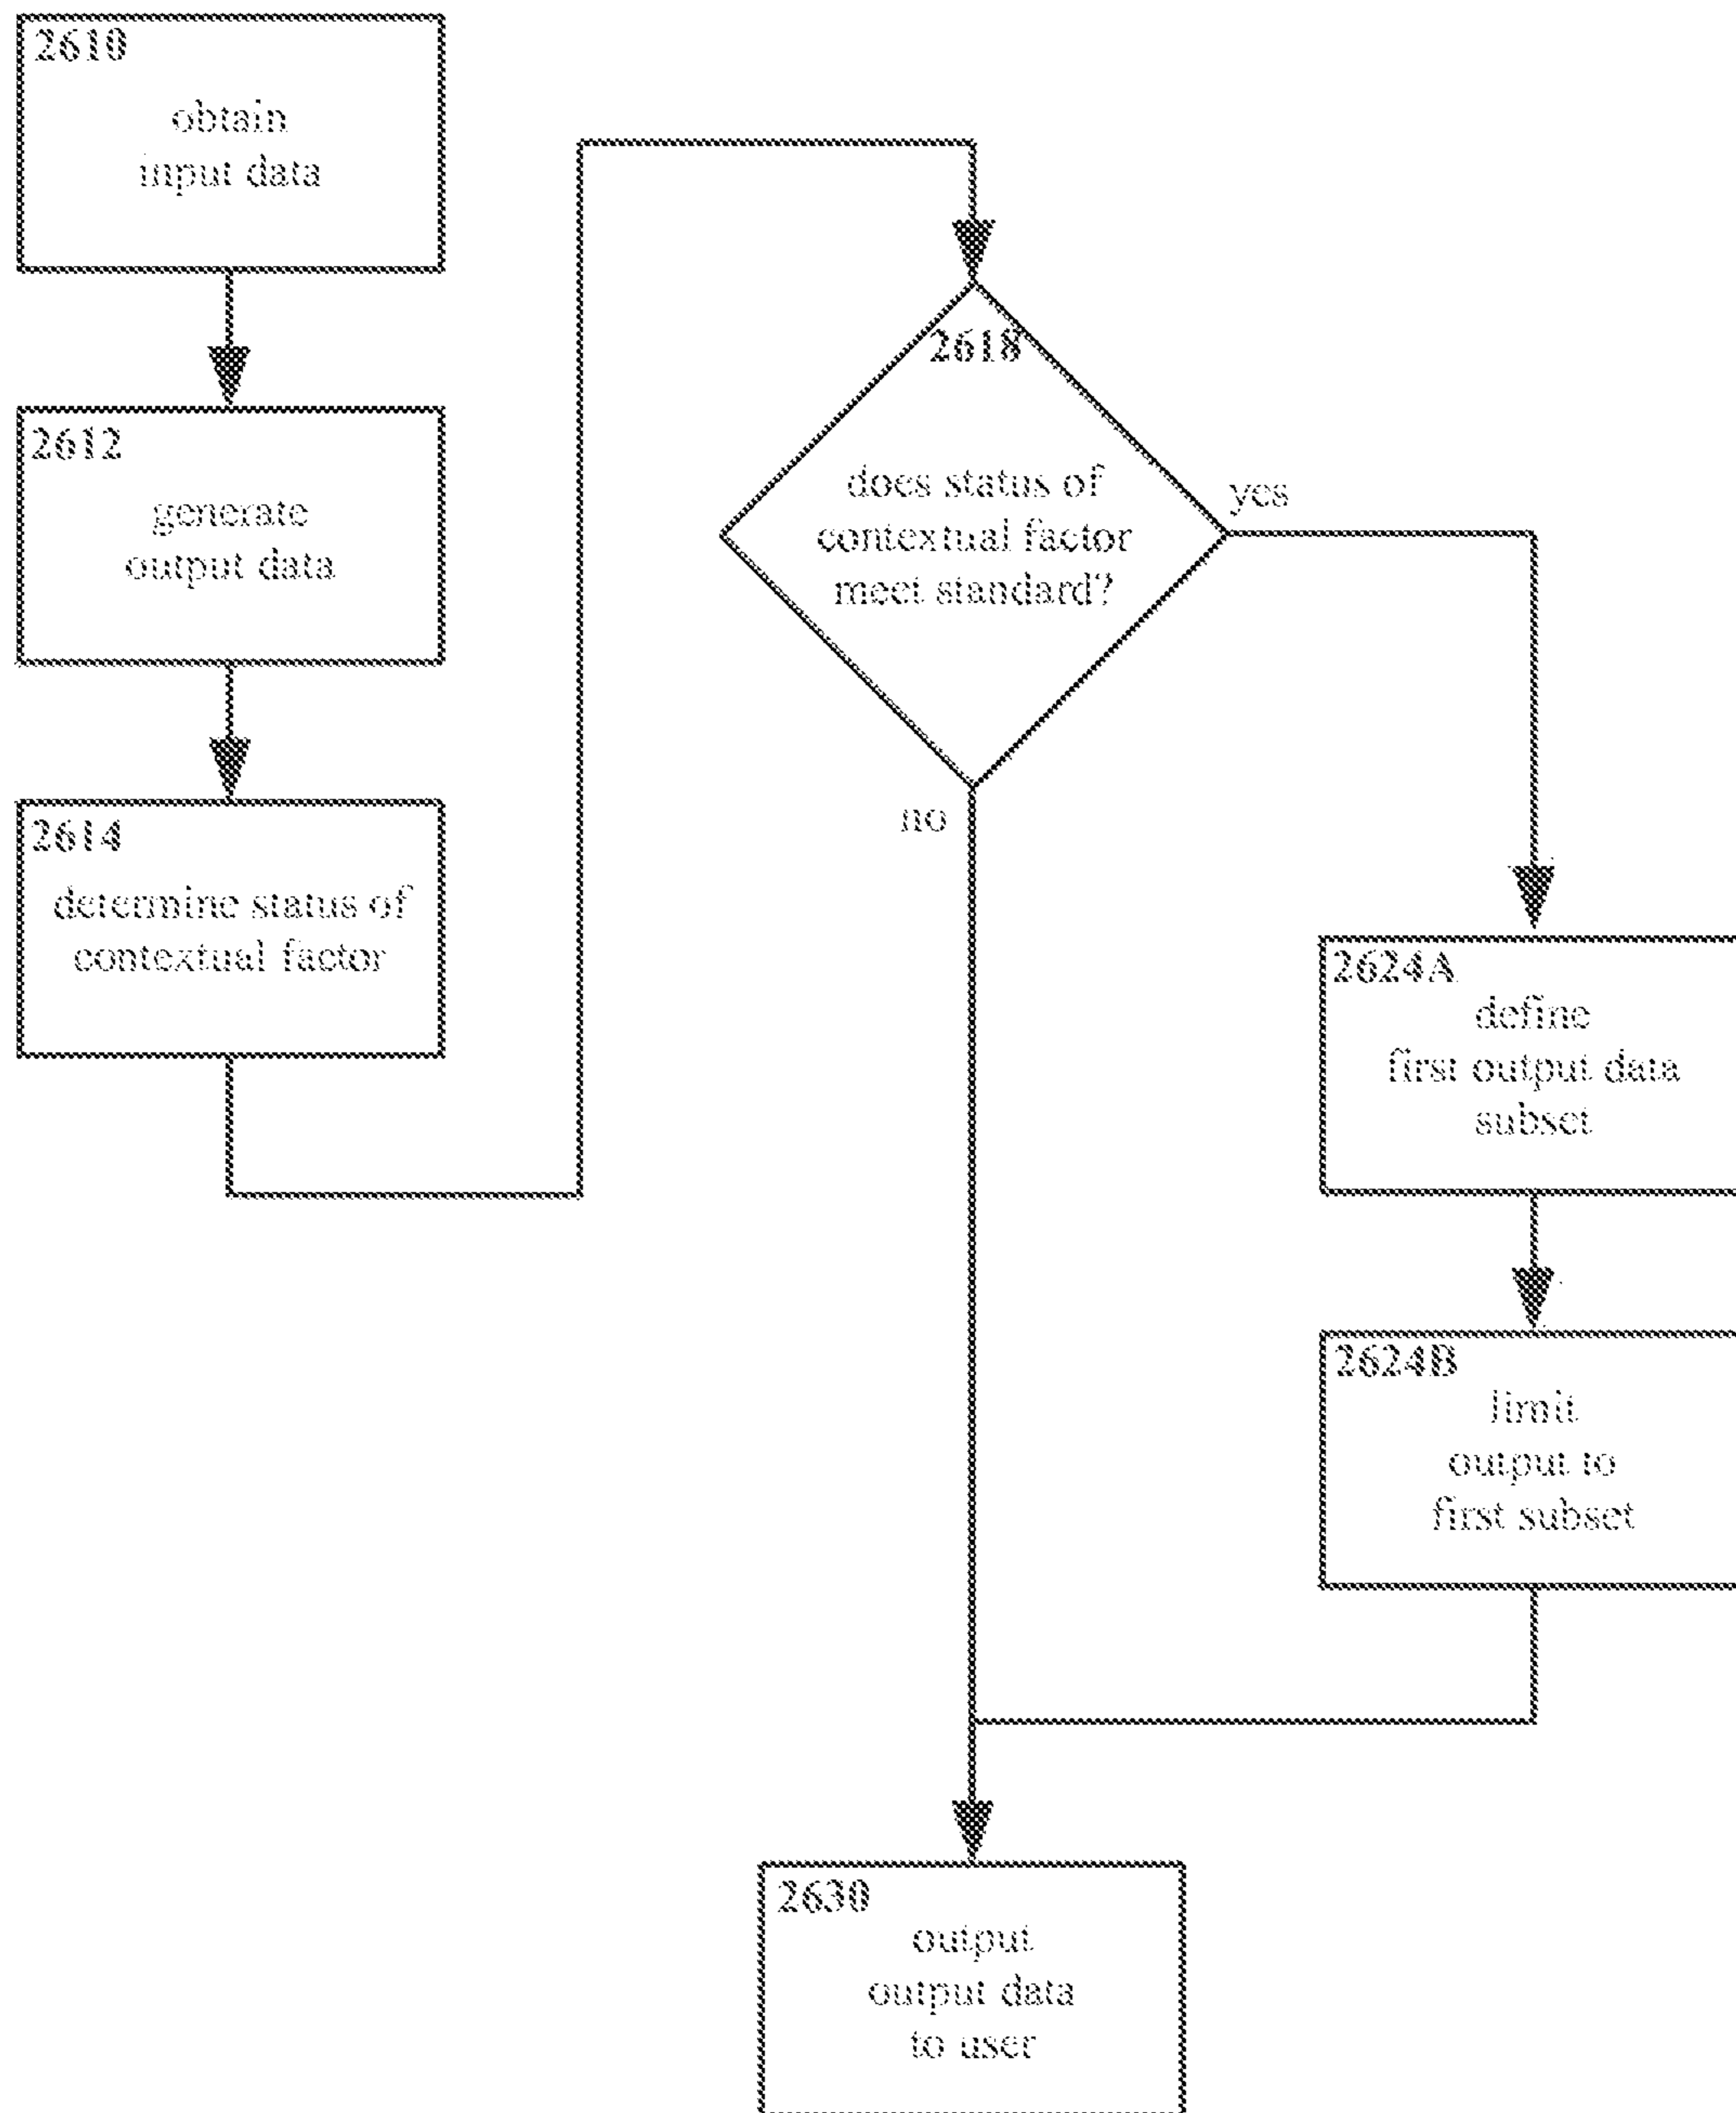 2610
obtain
input data
2612
generate
output data
2614
determine status of
contextual factor
2618
does status of
contextual factor
meet standard?
yes
no
2624A
define
first output data
subset
2624B
limit
output to
first subset
2630
output
output data
to user